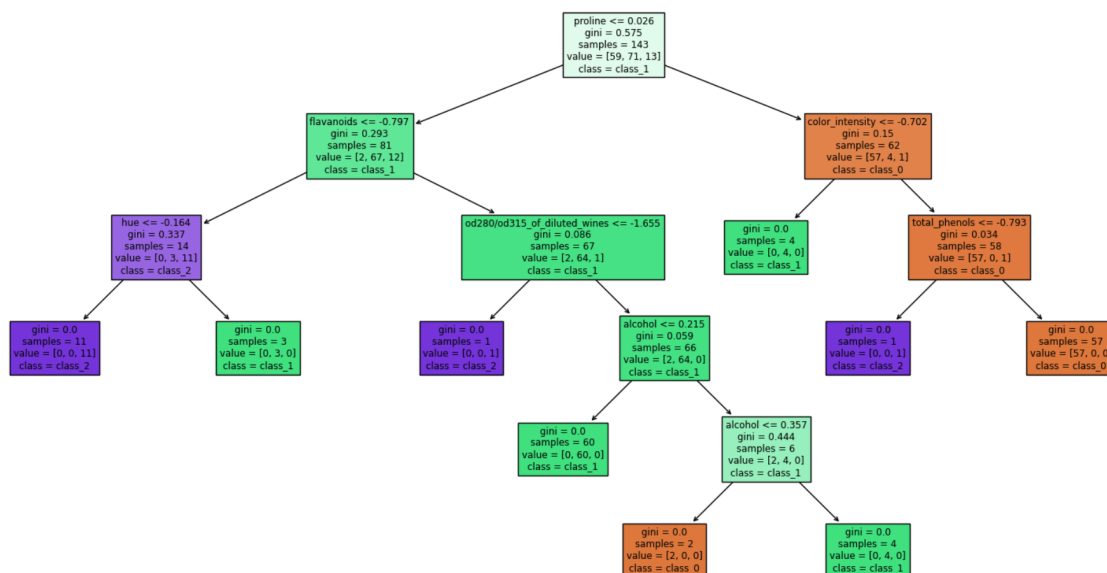 proline <= 0.026
gini = 0.575
samples = 143
value = [59, 71, 13]
class = class_1
flavanoids <= -0.797
gini = 0.293
samples = 81
value = [2, 67, 12]
class = class_1
color_intensity <= -0.702
gini = 0.15
samples = 62
value = [57, 4, 1]
class = class_0
hue <= -0.164
gini = 0.337
samples = 14
value = [0, 3, 11]
class = class_2
od280/od315_of_diluted_wines <= -1.655
gini = 0.086
samples = 67
value = [2, 64, 1]
class = class_1
gini = 0.0
samples = 4
value = [0, 4, 0]
class = class_1
total_phenols <= -0.793
gini = 0.034
samples = 58
value = [57, 0, 1]
class = class_0
gini = 0.0
samples = 11
value = [0, 0, 11]
class = class_2
gini = 0.0
samples = 3
value = [0, 3, 0]
class = class_1
gini = 0.0
samples = 1
value = [0, 0, 1]
class = class_2
alcohol <= 0.215
gini = 0.059
samples = 66
value = [2, 64, 0]
class = class_1
gini = 0.0
samples = 1
value = [0, 0, 1]
class = class_2
gini = 0.0
samples = 57
value = [57, 0, 0]
class = class_0
gini = 0.0
samples = 60
value = [0, 60, 0]
class = class_1
alcohol <= 0.357
gini = 0.444
samples = 6
value = [2, 4, 0]
class = class_1
gini = 0.0
samples = 2
value = [2, 0, 0]
class = class_0
gini = 0.0
samples = 4
value = [0, 4, 0]
class = class_1